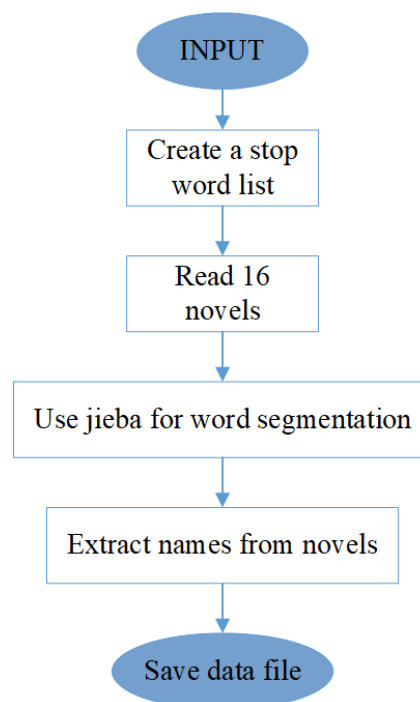 INPUT
Create a stop
word list
Read 16
novels
Use jieba for word segmentation
Extract names from novels
Save data file